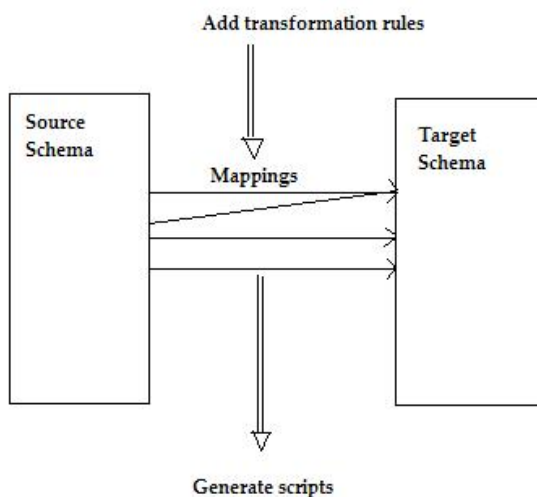 Add transformation rules
Source
Schema
Target
Schema
Mappings
Generate scripts